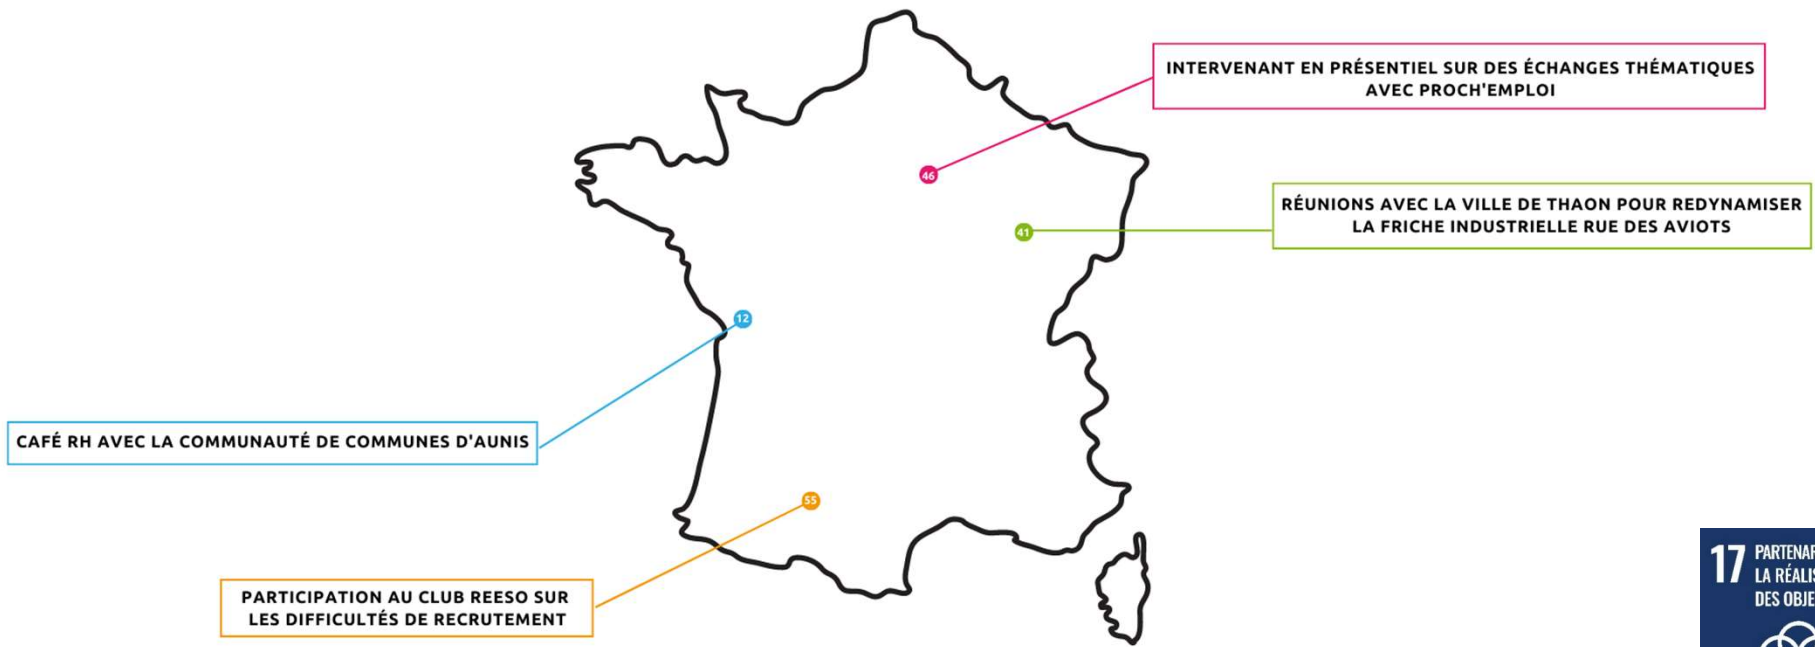 INTERVENANT EN PRÉSENTIEL SUR DES ÉCHANGES THÉMATIQUES
AVEC PROCH'EMPLOI
46
RÉUNIONS AVEC LA VILLE DE THAON POUR REDYNAMISER
LA FRICHE INDUSTRIELLE RUE DES AVIOTS
41
12
CAFÉ RH AVEC LA COMMUNAUTÉ DE COMMUNES D'AUNIS
55
PARTICIPATION AU CLUB REESO SUR
LES DIFFICULTÉS DE RECRUTEMENT
17
LA
DES